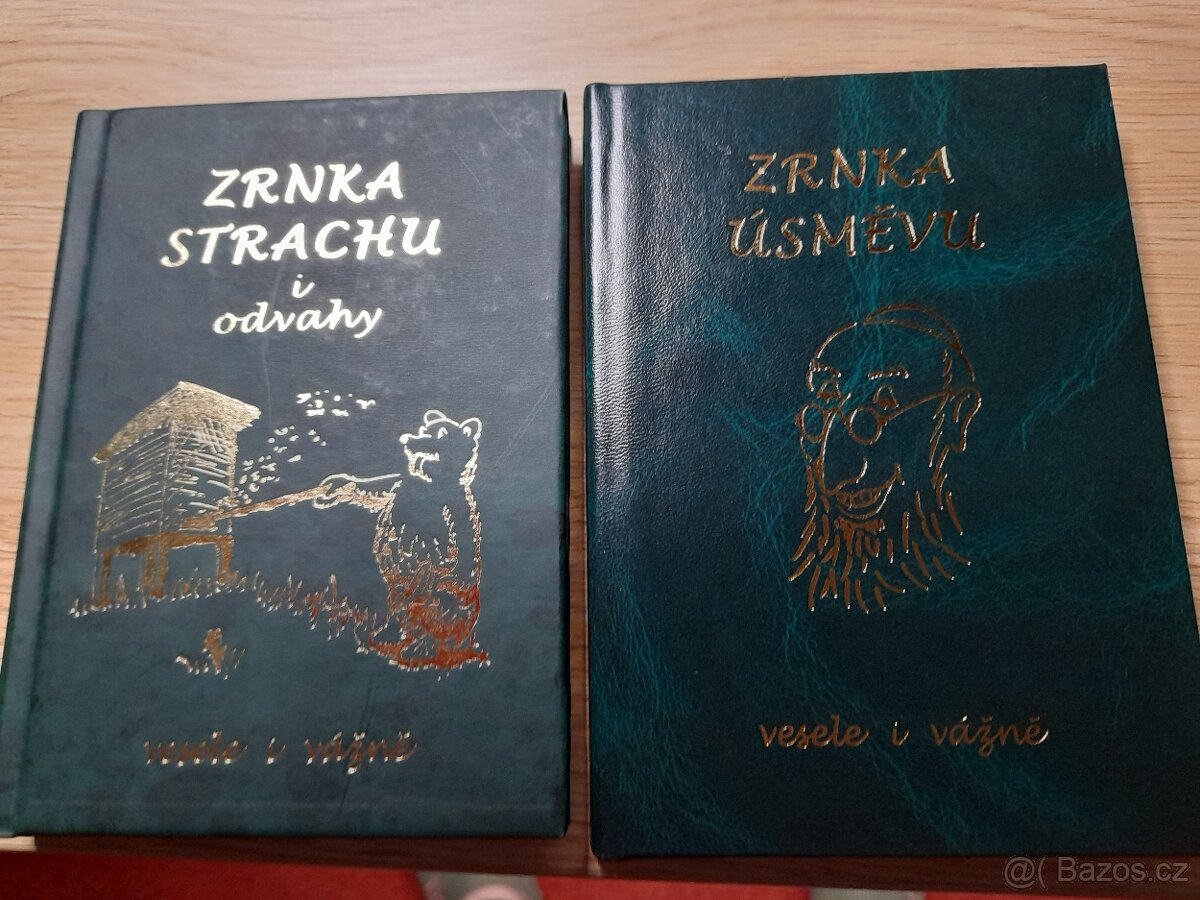 ZRNKA
STRACHU
i
odvahy
vesele i vážně
ZRNKA
ÚSMĚVU
vesele i vážně
@( Bazos.cz